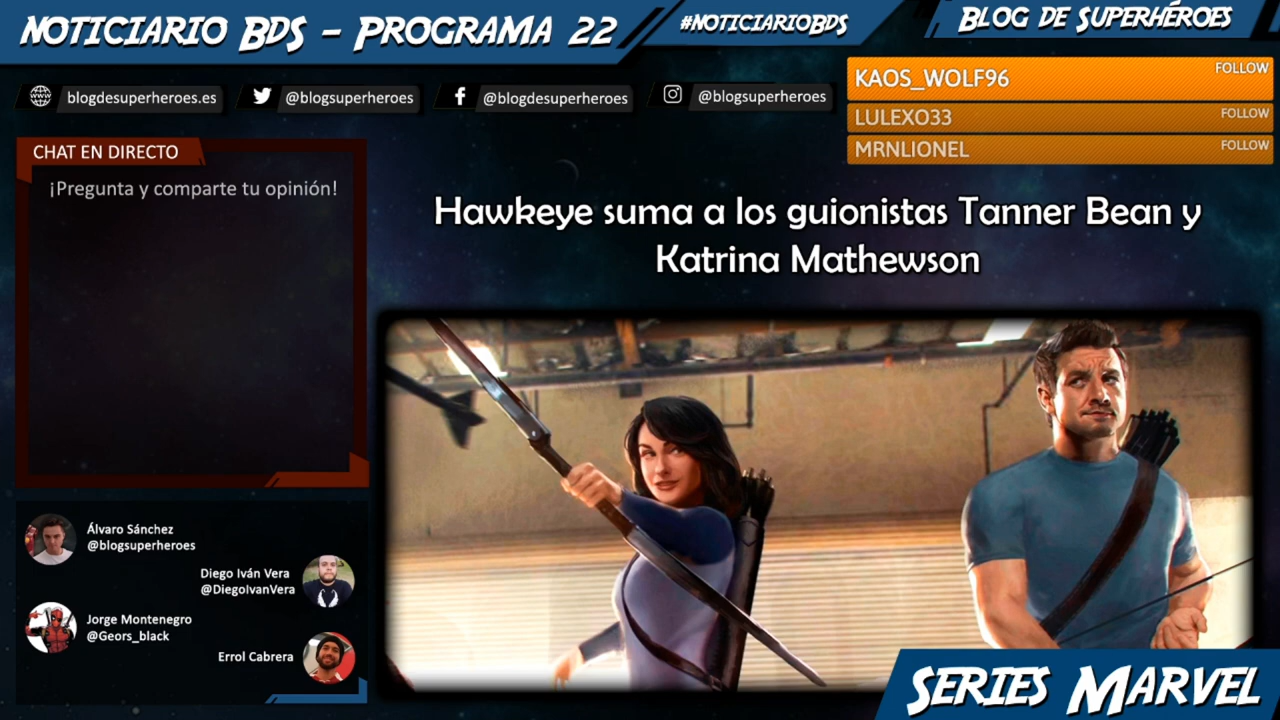 NOTICIARIO BDS - PROGRAMA 22
#NOTICIARIOBDS
BLOG DE SUPERHÉROES
www
blogdesuperheroes.es
@blogsuperheroes
@blogdesuperheroes
@blogsuperheroes
KAOS_WOLF96 FOLLOW
LULEXO33 FOLLOW
MRNLIONEL FOLLOW
CHAT EN DIRECTO
¡Pregunta y comparte tu opinión!
Hawkeye suma a los guionistas Tanner Bean y
Katrina Mathewson
Álvaro Sánchez
@blogsuperheroes
Diego Iván Vera
@DiegoIvanVera
Jorge Montenegro
@Geors_black
Errol Cabrera
SERIES MARVEL